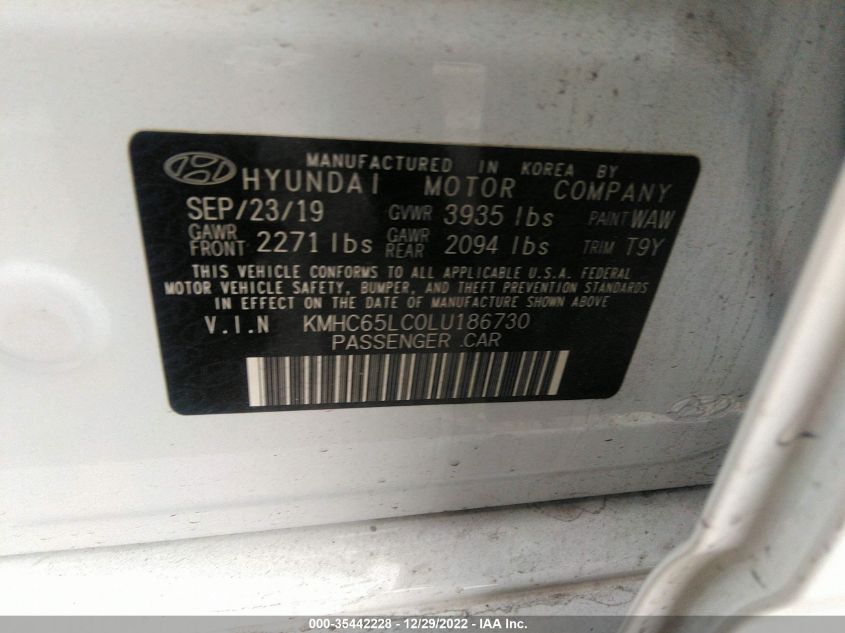 MANUFACTURED IN KOREA BY
HYUNDAI MOTOR COMPANY
SEP/23/19 GVWR 3935 lbs PAINT WAW
GAWR FRONT 2271 lbs GAWR REAR 2094 lbs TRIM T9Y
THIS VEHICLE CONFORMS TO ALL APPLICABLE U.S.A. FEDERAL
MOTOR VEHICLE SAFETY, BUMPER, AND THEFT PREVENTION STANDARDS
IN EFFECT ON THE DATE OF MANUFACTURE SHOWN ABOVE
V.I.N KMHC65LC0LU186730
PASSENGER CAR
000-35442228 - 12/29/2022 - IAA Inc.